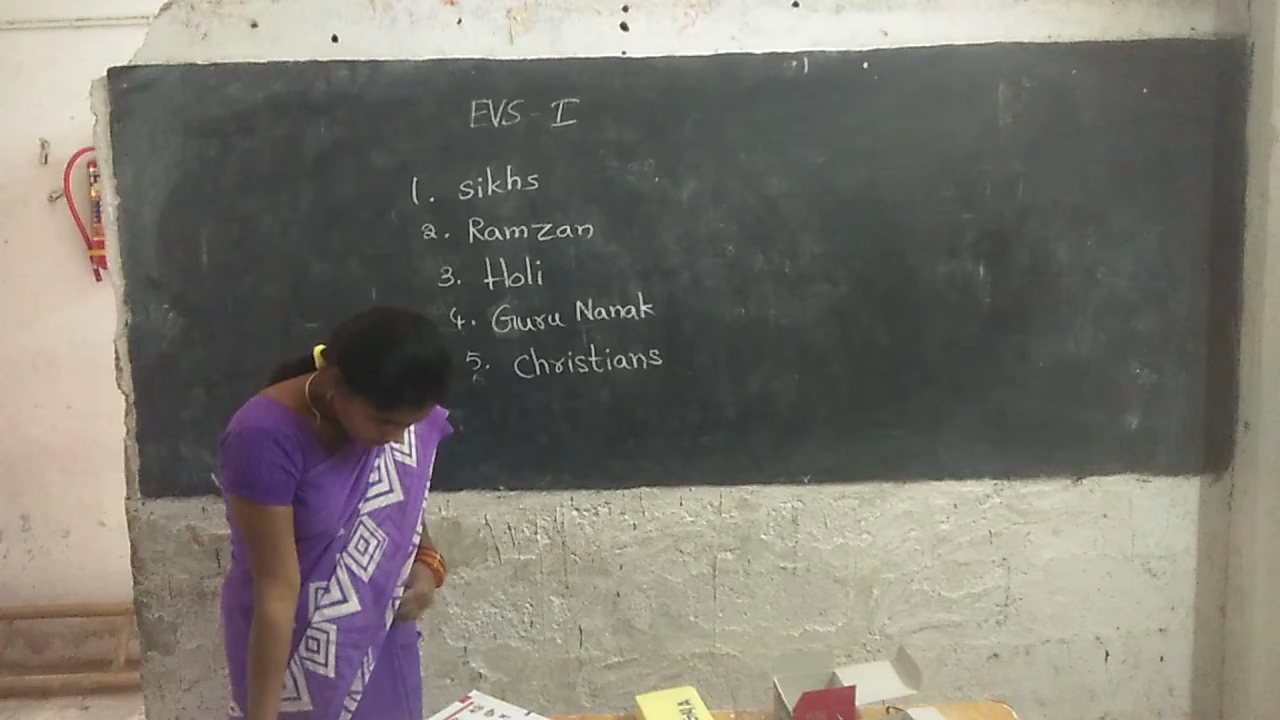 EVS - I
1. Sikhs
2. Ramzan
3. Holi
4. Guru Nanak
5. Christians